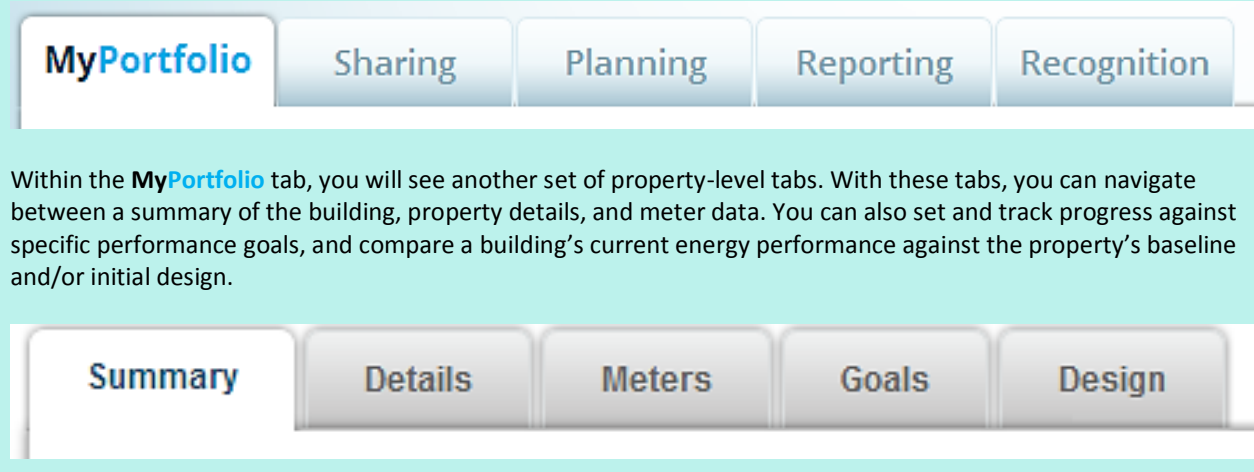 MyPortfolio Sharing Planning Reporting Recognition
Within the MyPortfolio tab, you will see another set of property-level tabs. With these tabs, you can navigate
between a summary of the building, property details, and meter data. You can also set and track progress against
specific performance goals, and compare a building’s current energy performance against the property’s baseline
and/or initial design.
Summary Details Meters Goals Design